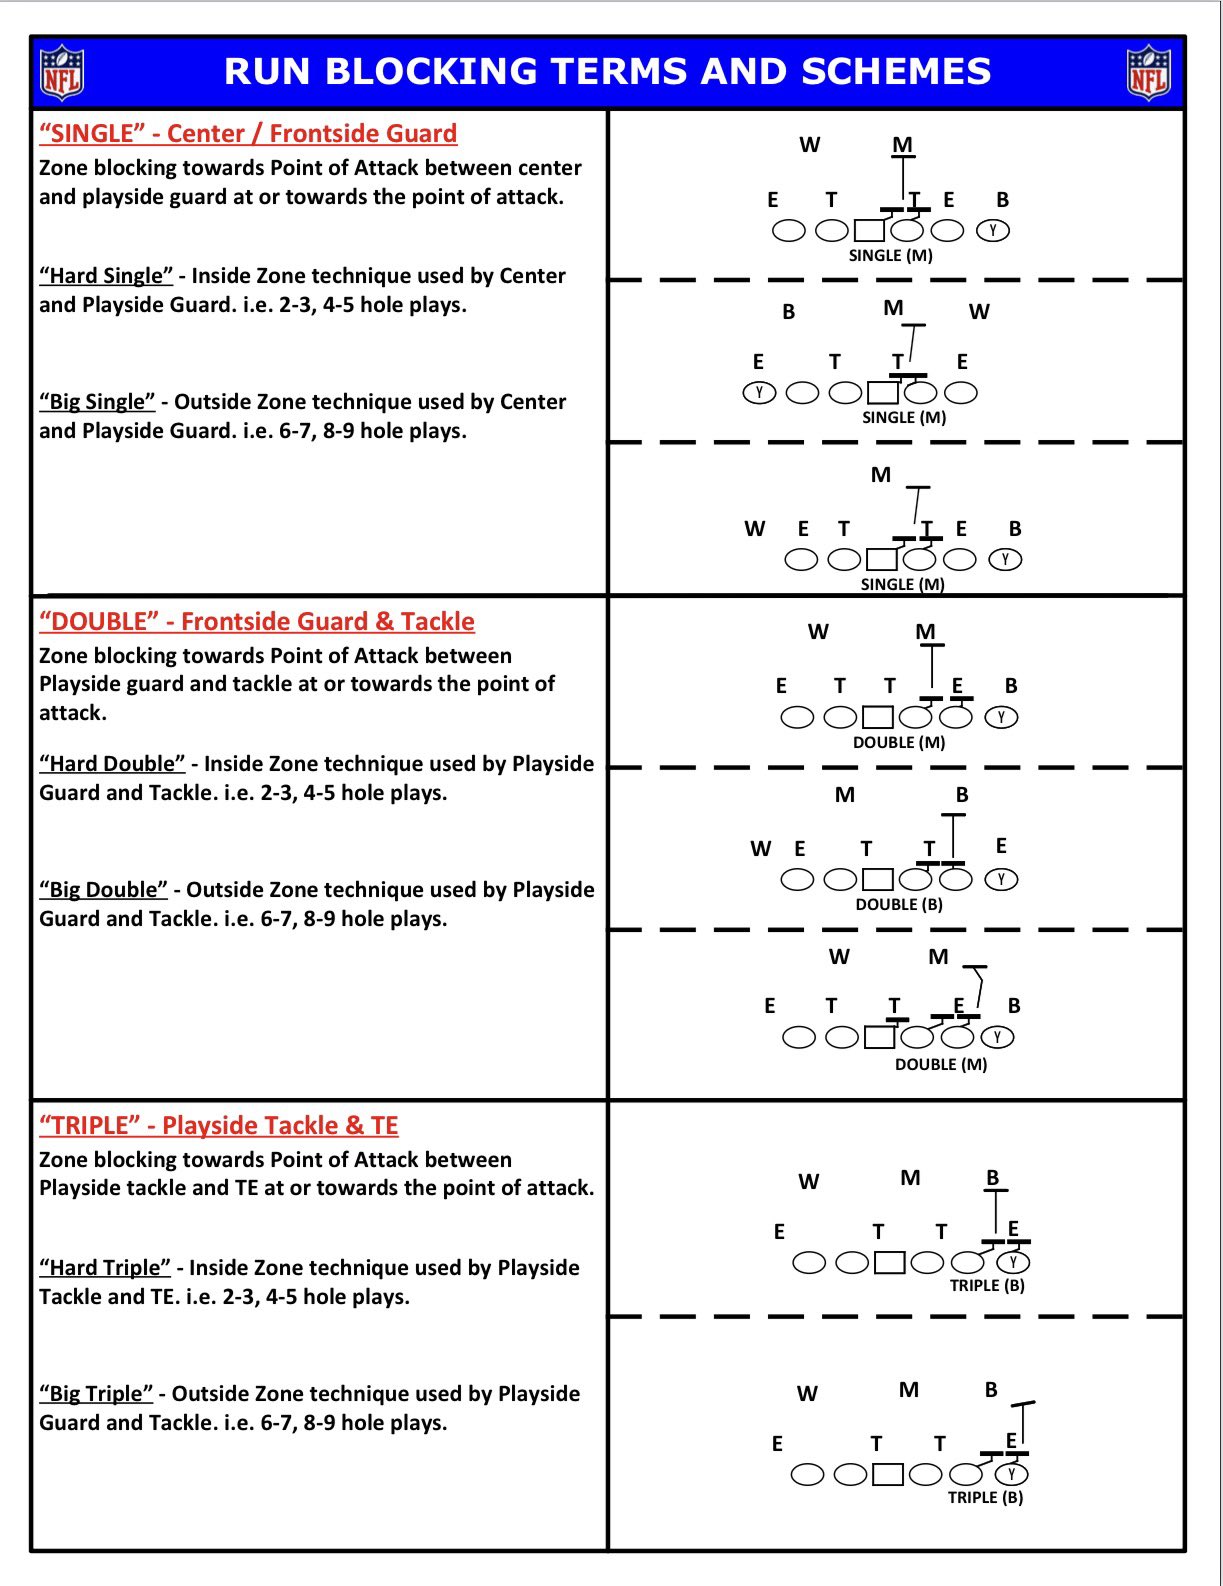 NFL RUN BLOCKING TERMS AND SCHEMES NFL
“SINGLE” - Center / Frontside Guard
Zone blocking towards Point of Attack between center
and playside guard at or towards the point of attack.
“Hard Single” - Inside Zone technique used by Center
and Playside Guard. i.e. 2-3, 4-5 hole plays.
“Big Single” - Outside Zone technique used by Center
and Playside Guard. i.e. 6-7, 8-9 hole plays.
W M
E T T E B
Y
SINGLE (M)
B M W
E T T E
Y
SINGLE (M)
M
W E T T E B
Y
SINGLE (M)
“DOUBLE” - Frontside Guard & Tackle
Zone blocking towards Point of Attack between
Playside guard and tackle at or towards the point of
attack.
“Hard Double” - Inside Zone technique used by Playside
Guard and Tackle. i.e. 2-3, 4-5 hole plays.
“Big Double” - Outside Zone technique used by Playside
Guard and Tackle. i.e. 6-7, 8-9 hole plays.
W M
E T T E B
Y
DOUBLE (M)
M B
W E T T E
Y
DOUBLE (B)
W M
E T T E B
Y
DOUBLE (M)
“TRIPLE” - Playside Tackle & TE
Zone blocking towards Point of Attack between
Playside tackle and TE at or towards the point of attack.
“Hard Triple” - Inside Zone technique used by Playside
Tackle and TE. i.e. 2-3, 4-5 hole plays.
“Big Triple” - Outside Zone technique used by Playside
Guard and Tackle. i.e. 6-7, 8-9 hole plays.
W M B
E T T E
Y
TRIPLE (B)
W M B
E T T E
Y
TRIPLE (B)